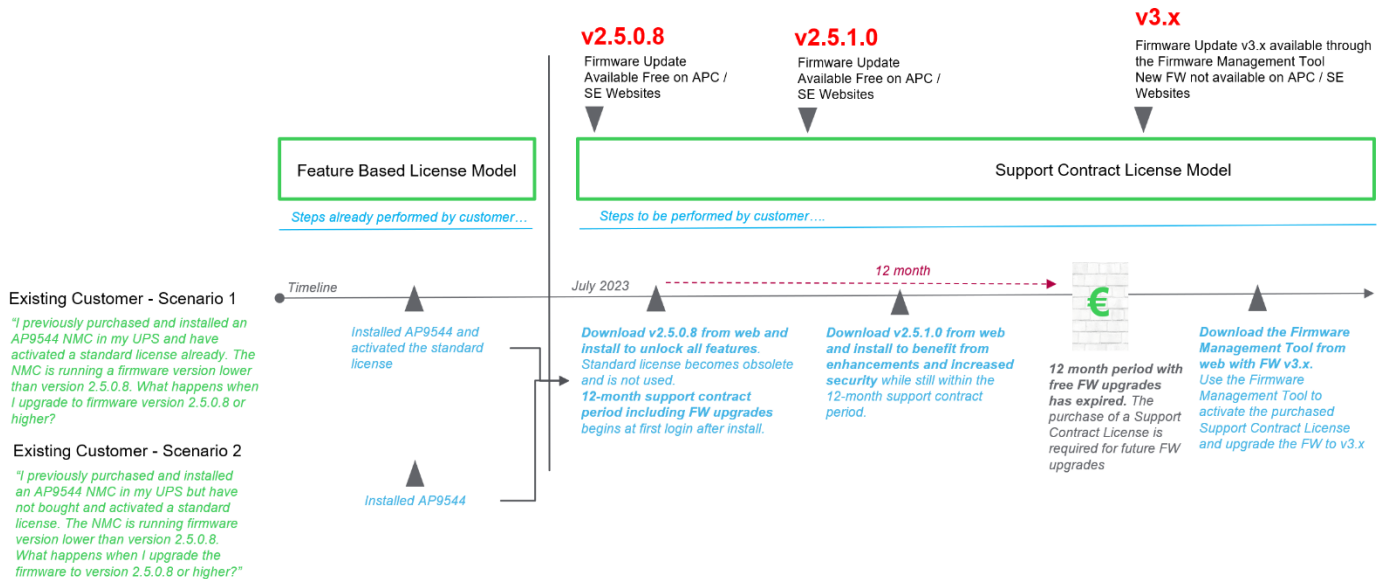 v2.5.0.8
Firmware Update
Available Free on APC /
SE Websites
v2.5.1.0
Firmware Update
Available Free on APC /
SE Websites
v3.x
Firmware Update v3.x available through
the Firmware Management Tool
New FW not available on APC / SE
Websites
Feature Based License Model
Support Contract License Model
Steps already performed by customer…
Steps to be performed by customer….
Timeline
July 2023
12 month
Existing Customer - Scenario 1
“I previously purchased and installed an
AP9544 NMC in my UPS and have
activated a standard license already. The
NMC is running a firmware version lower
than version 2.5.0.8. What happens when
I upgrade to firmware version 2.5.0.8 or
higher?
Installed AP9544 and
activated the standard
license
Download v2.5.0.8 from web and
install to unlock all features.
Standard license becomes obsolete
and is not used.
12-month support contract
period including FW upgrades
begins at first login after install.
Download v2.5.1.0 from web
and install to benefit from
enhancements and increased
security while still within the
12-month support contract
period.
€
12 month period with
free FW upgrades
has expired. The
purchase of a Support
Contract License is
required for future FW
upgrades
Download the Firmware
Management Tool from
web with FW v3.x.
Use the Firmware
Management Tool to
activate the purchased
Support Contract License
and upgrade the FW to v3.x
Existing Customer - Scenario 2
“I previously purchased and installed
an AP9544 NMC in my UPS but have
not bought and activated a standard
license. The NMC is running firmware
version lower than version 2.5.0.8.
What happens when I upgrade the
firmware to version 2.5.0.8 or higher?”
Installed AP9544